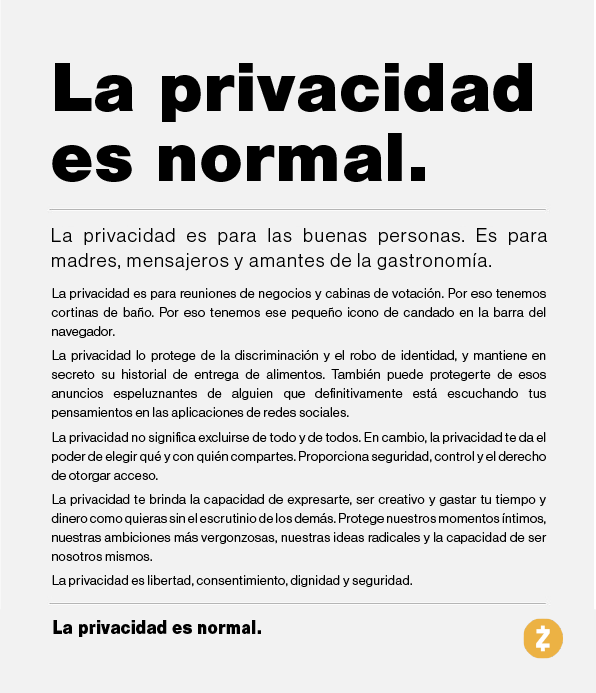 La privacidad
es normal.
La privacidad es para las buenas personas. Es para
madres, mensajeros y amantes de la gastronomía.
La privacidad es para reuniones de negocios y cabinas de votación. Por eso tenemos
cortinas de baño. Por eso tenemos ese pequeño icono de candado en la barra del
navegador.
La privacidad lo protege de la discriminación y el robo de identidad, y mantiene en
secreto su historial de entrega de alimentos. También puede protegerte de esos
anuncios espeluznantes de alguien que definitivamente está escuchando tus
pensamientos en las aplicaciones de redes sociales.
La privacidad no significa excluirse de todo y de todos. En cambio, la privacidad te da el
poder de elegir qué y con quién compartes. Proporciona seguridad, control y el derecho
de otorgar acceso.
La privacidad te brinda la capacidad de expresarte, ser creativo y gastar tu tiempo y
dinero como quieras sin el escrutinio de los demás. Protege nuestros momentos íntimos,
nuestras ambiciones más vergonzosas, nuestras ideas radicales y la capacidad de ser
nosotros mismos.
La privacidad es libertad, consentimiento, dignidad y seguridad.
La privacidad es normal.